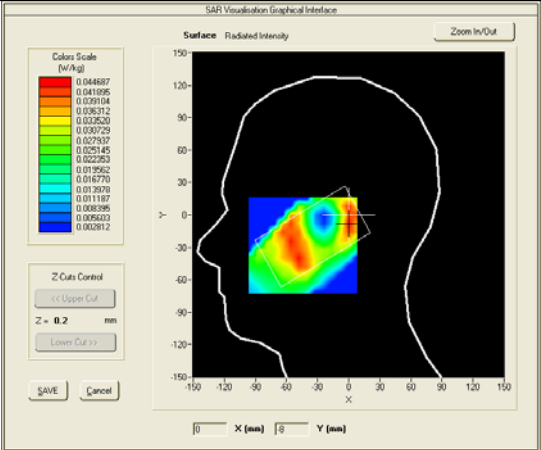 SAR Visualisation Graphical Interface
Surface Radiated Intensity
Zoom In/Out
Colors Scale
(W/kg)
0.044687
0.041895
0.039104
0.036312
0.033520
0.030729
0.027937
0.025145
0.022353
0.019562
0.016770
0.013978
0.011187
0.008395
0.005603
0.002812
Z-Cuts Control
<< Upper Cut
Z = 0.2 mm
Lower Cut >>
SAVE Cancel
150-
120-
90-
60-
30-
0-
-30-
-60-
-90-
-120-
-150-
Y
-150 -120 -90 -60 -30 0 30 60 90 120 150
X
0 X (mm) -8 Y (mm)